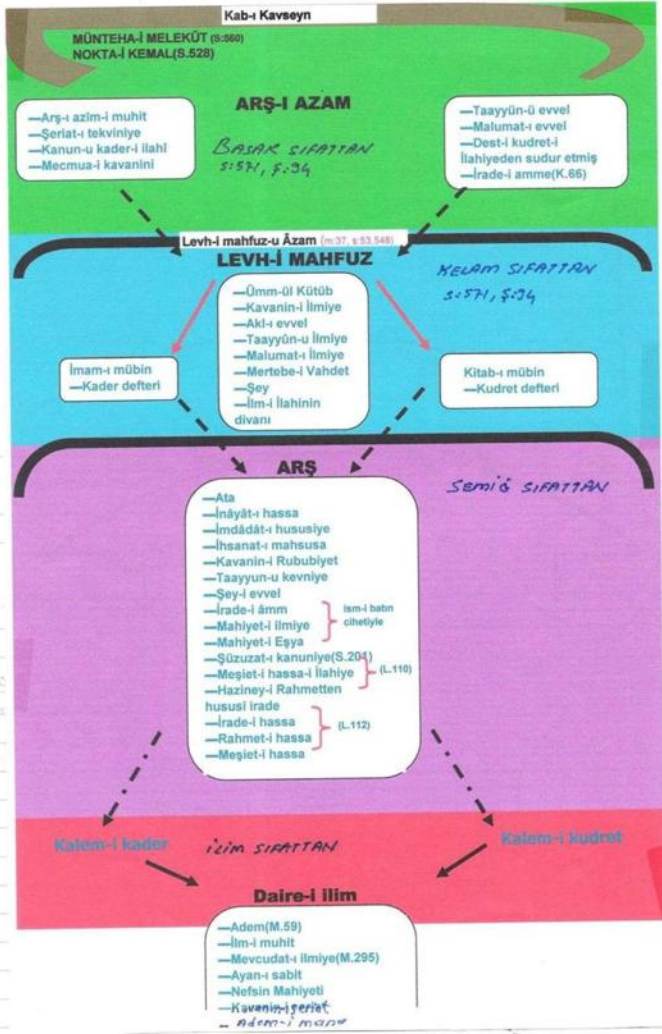 Kab-ı Kavseyn
MÜNTEHA-İ MELEKÛT (S:560)
NOKTA-İ KEMAL(S.528)
ARŞ-I AZAM
—Arş-ı azîm-i muhit
—Şeriat-ı tekviniye
—Kanun-u kader-i ilahî
—Mecmua-i kavanini
BASAR SIFATTAN
S:571, Ş:94
—Taayyün-ü evvel
—Malumat-ı evvel
—Dest-i kudret-i
İlahiyeden sudur etmiş
—İrade-i amme(K.66)
Levh-i mahfuz-u Âzam (m:37, s:53,548)
LEVH-İ MAHFUZ
KELAM SIFATTAN
S:571, Ş:94
—Ümm-ül Kütüb
—Kavanin-i İlmiye
—Akl-ı evvel
—Taayyün-u İlmiye
—Malumat-ı İlmiye
—Mertebe-i Vahdet
—Şey
—İlm-i İlahinin
divanı
İmam-ı mübin
—Kader defteri
Kitab-ı mübin
—Kudret defteri
ARŞ
SEMİĞ SIFATTAN
—Ata
—İnâyât-ı hassa
—İmdâdât-ı hususiye
—İhsanat-ı mahsusa
—Kavanin-i Rububiyet
—Taayyun-u kevniye
—Şey-i evvel
—İrade-i âmm
—Mahiyet-i ilmiye
—Mahiyet-i Eşya
ism-i batın
cihetiyle
—Şüzuzat-ı kanuniye(S.201)
—Meşiet-i hassa-i İlahiye
—Haziney-i Rahmetten
hususî irade
(L.110)
—İrade-i hassa
—Rahmet-i hassa
(L.112)
—Meşiet-i hassa
Kalem-i kader
İLİM SIFATTAN
Kalem-i kudret
Daire-i ilim
—Adem(M.59)
—İlm-i muhit
—Mevcudat-ı ilmiye(M.295)
—Ayan-ı sabit
—Nefsin Mahiyeti
—Kavanin-i şeriat
— Adem-i mana